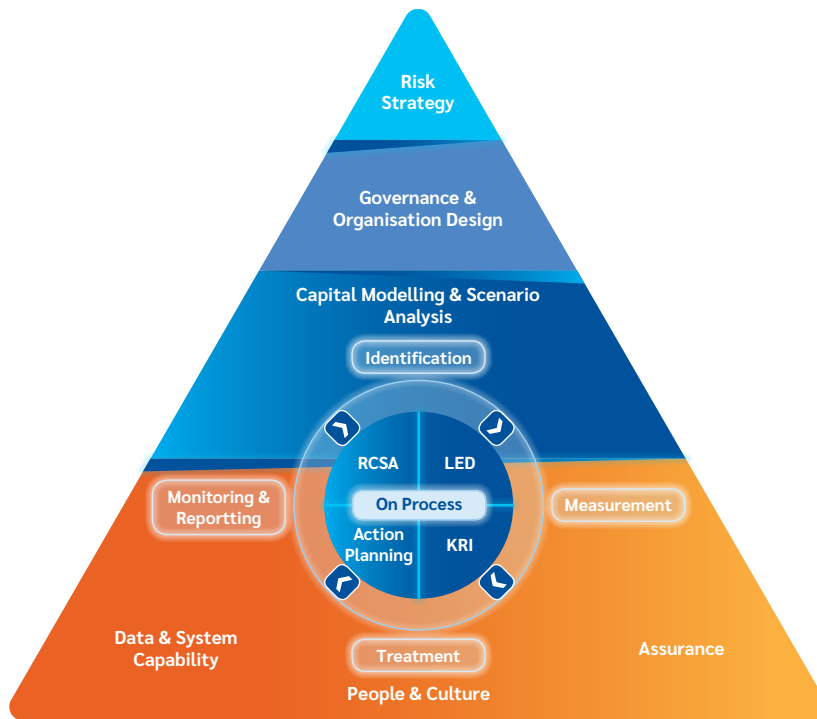 Risk
Strategy
Governance &
Organisation Design
Capital Modelling & Scenario
Analysis
Identification
RCSA
LED
Monitoring &
Reportting
On Process
Measurement
Action
Planning
KRI
Data & System
Capability
Treatment
Assurance
People & Culture